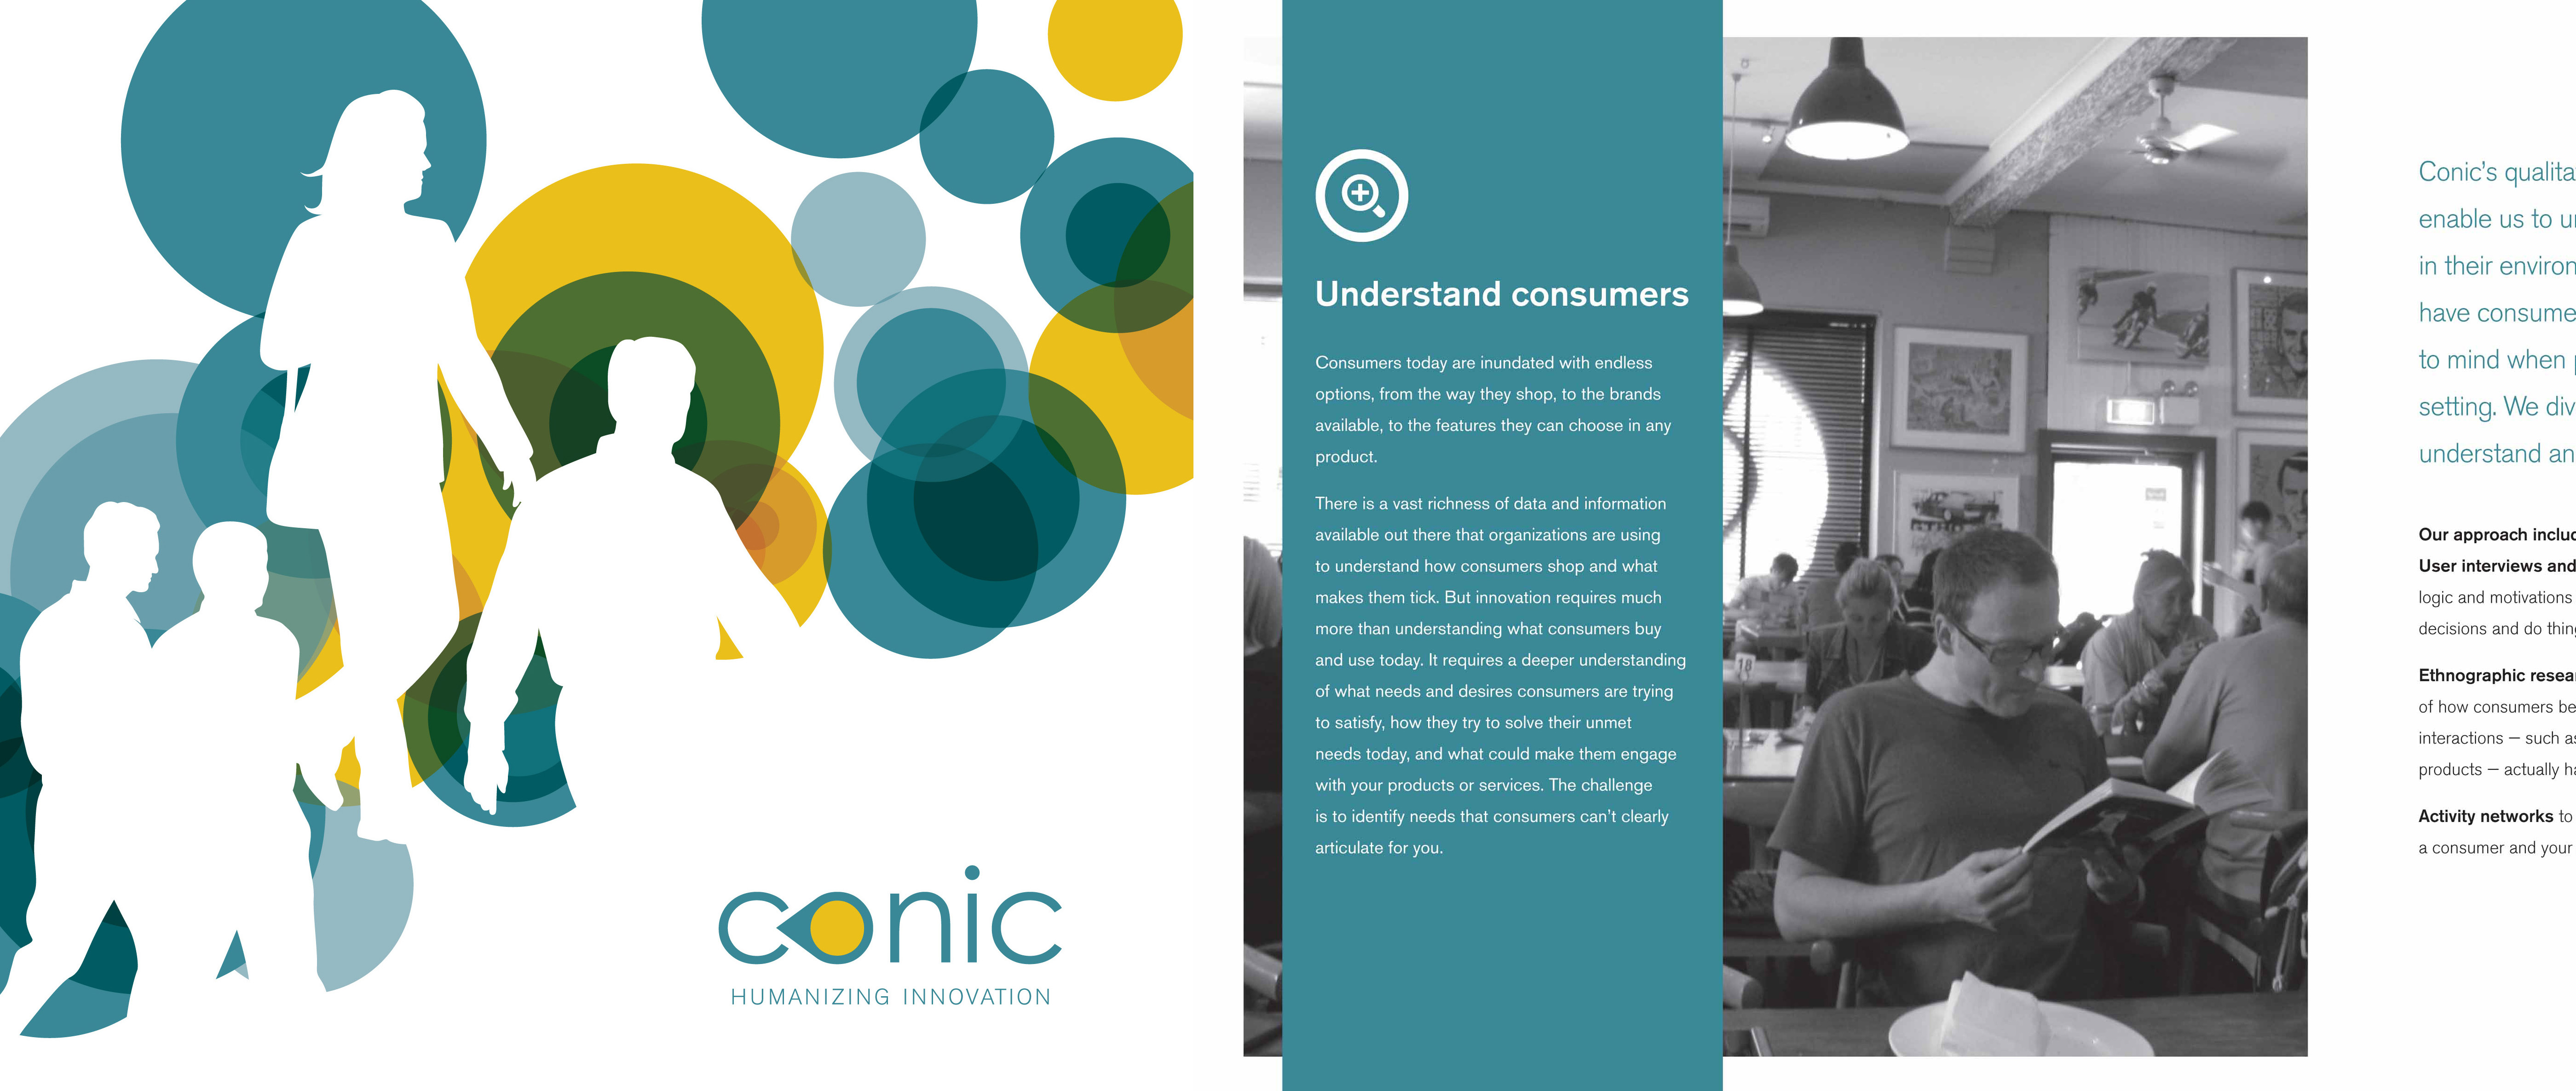 conic
HUMANIZING INNOVATION
Understand consumers
Consumers today are inundated with endless
options, from the way they shop, to the brands
available, to the features they can choose in any
product.
There is a vast richness of data and information
available out there that organizations are using
to understand how consumers shop and what
makes them tick. But innovation requires much
more than understanding what consumers buy
and use today. It requires a deeper understanding
of what needs and desires consumers are trying
to satisfy, how they try to solve their unmet
needs today, and what could make them engage
with your products or services. The challenge
is to identify needs that consumers can't clearly
articulate for you.
18
Conic's qualita
enable us to u
in their environ
have consume
to mind when p
setting. We div
understand an
Our approach includ
User interviews and
logic and motivations
decisions and do thin
Ethnographic resea
of how consumers be
interactions – such as
products – actually ha
Activity networks to
a consumer and your